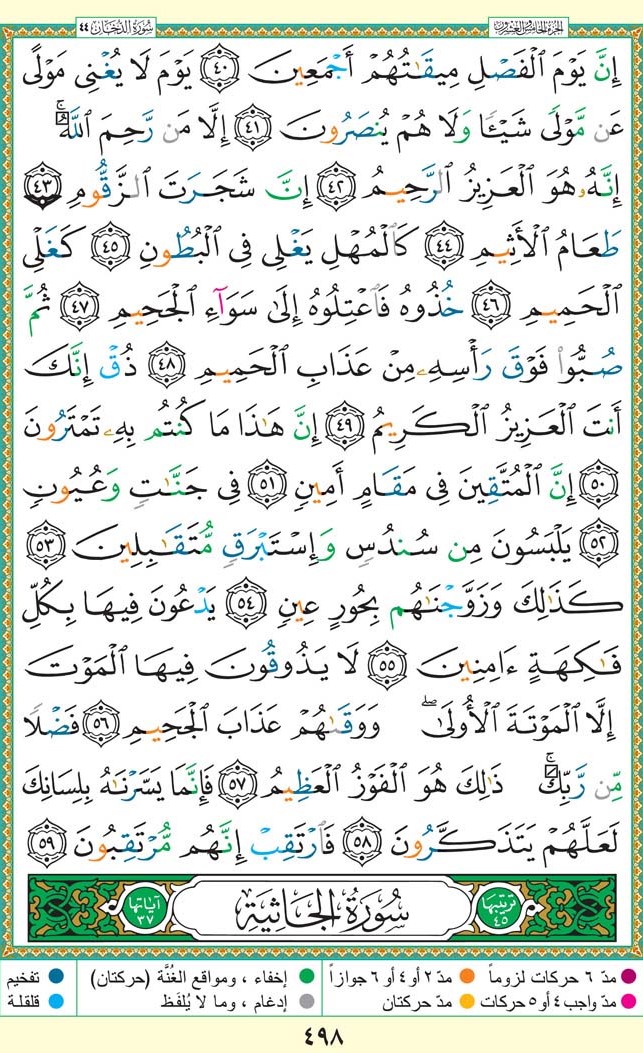 سُورَةُ الدُّخَانِ ٤٤
الجزء الخامس والعشرون
إِنَّ يَوْمَ ٱلْفَصْلِ مِيقَٰتُهُمْ أَجْمَعِينَ ٤٠ يَوْمَ لَا يُغْنِى مَوْلًى
عَن مَّوْلًى شَيْـًٔا وَلَا هُمْ يُنصَرُونَ ٤١ إِلَّا مَن رَّحِمَ ٱللَّهُۚ
إِنَّهُۥ هُوَ ٱلْعَزِيزُ ٱلرَّحِيمُ ٤٢ إِنَّ شَجَرَتَ ٱلزَّقُّومِ ٤٣
طَعَامُ ٱلْأَثِيمِ ٤٤ كَٱلْمُهْلِ يَغْلِى فِى ٱلْبُطُونِ ٤٥ كَغَلْىِ
ٱلْحَمِيمِ ٤٦ خُذُوهُ فَٱعْتِلُوهُ إِلَىٰ سَوَآءِ ٱلْجَحِيمِ ٤٧ ثُمَّ
صُبُّوا۟ فَوْقَ رَأْسِهِۦ مِنْ عَذَابِ ٱلْحَمِيمِ ٤٨ ذُقْ إِنَّكَ
أَنتَ ٱلْعَزِيزُ ٱلْكَرِيمُ ٤٩ إِنَّ هَٰذَا مَا كُنتُم بِهِۦ تَمْتَرُونَ
٥٠ إِنَّ ٱلْمُتَّقِينَ فِى مَقَامٍ أَمِينٍ ٥١ فِى جَنَّٰتٍ وَعُيُونٍ
٥٢ يَلْبَسُونَ مِن سُندُسٍ وَإِسْتَبْرَقٍ مُّتَقَٰبِلِينَ ٥٣
كَذَٰلِكَ وَزَوَّجْنَٰهُم بِحُورٍ عِينٍ ٥٤ يَدْعُونَ فِيهَا بِكُلِّ
فَٰكِهَةٍ ءَامِنِينَ ٥٥ لَا يَذُوقُونَ فِيهَا ٱلْمَوْتَ
إِلَّا ٱلْمَوْتَةَ ٱلْأُولَىٰۖ وَوَقَىٰهُمْ عَذَابَ ٱلْجَحِيمِ ٥٦ فَضْلًا
مِّن رَّبِّكَۚ ذَٰلِكَ هُوَ ٱلْفَوْزُ ٱلْعَظِيمُ ٥٧ فَإِنَّمَا يَسَّرْنَٰهُ بِلِسَانِكَ
لَعَلَّهُمْ يَتَذَكَّرُونَ ٥٨ فَٱرْتَقِبْ إِنَّهُم مُّرْتَقِبُونَ ٥٩
ترتيبها ٤٥ سُورَةُ الجَاثِيَةِ آياتها ٣٧
مدّ ٦ حركات لزوماً مدّ ٢ أو ٤ أو ٦ جوازاً إخفاء ، ومواقع الغُنَّة (حركتان) تفخيم
مدّ واجب ٤ أو ٥ حركات مدّ حركتان إدغام ، وما لا يُلفَظ قلقلة
٤٩٨